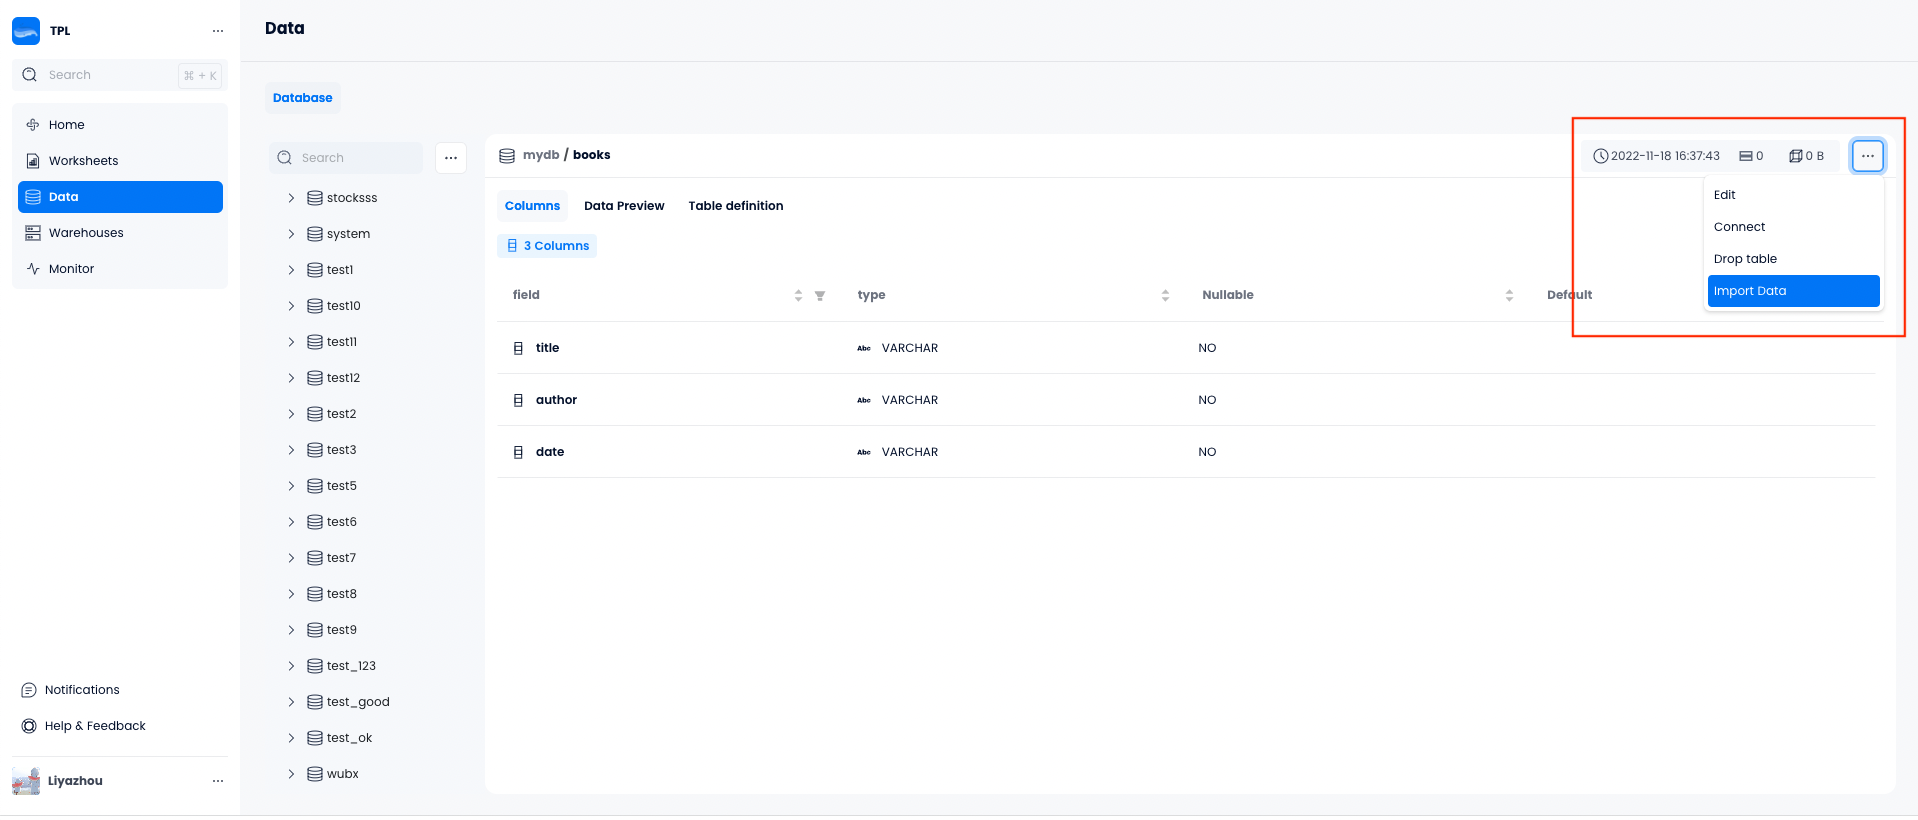 TPL
Search
⌘ + K
Home
Worksheets
Data
Warehouses
Monitor
Notifications
Help & Feedback
Liyazhou
Data
Database
Search
stocksss
system
test1
test10
test11
test12
test2
test3
test5
test6
test7
test8
test9
test_123
test_good
test_ok
wubx
mydb / books
2022-11-18 16:37:43 0 0 B
Edit
Connect
Drop table
Import Data
Columns Data Preview Table definition
3 Columns
field type Nullable Default
title Abc VARCHAR NO
author Abc VARCHAR NO
date Abc VARCHAR NO